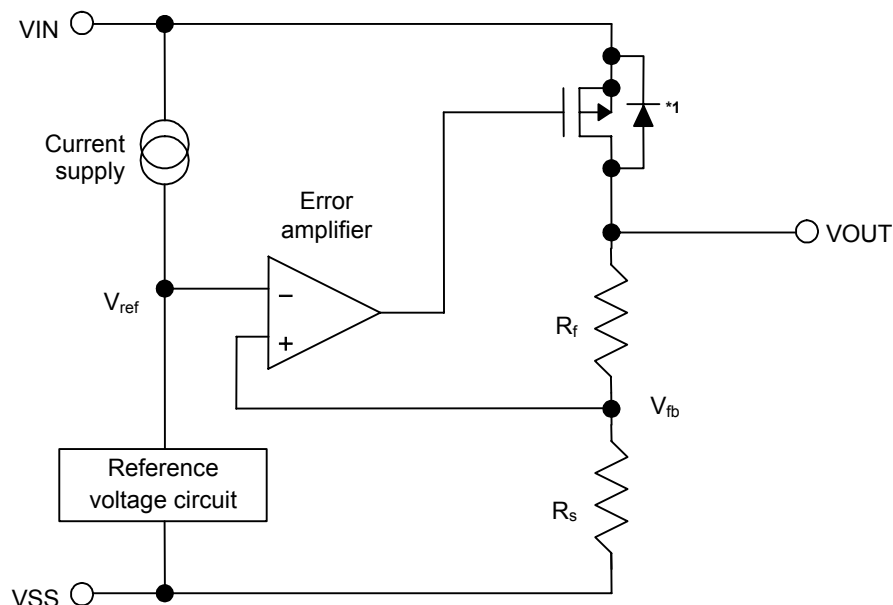 VIN
*1
Current
supply
Error
amplifier
VOUT
Vref
−
+
Rf
Vfb
Reference
voltage circuit
Rs
VSS